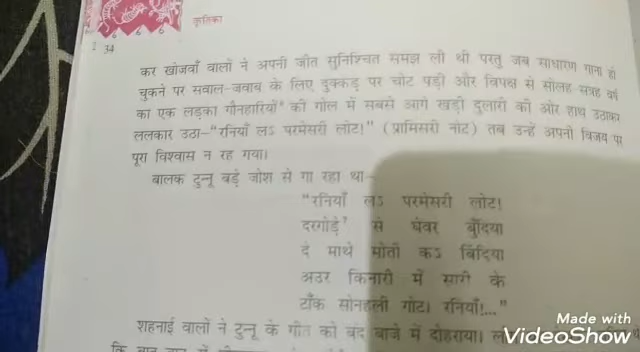 कृतिका
34
कर खोजवाँ वालों ने अपनी जीत सुनिश्चित समझ ली थी परंतु जब साधारण गाना हो
चुकने पर सवाल-जवाब के लिए दुक्कड़ पर चोट पड़ी और विपक्ष से सोलह-सत्रह वर्ष
का एक लड़का गौनहारियों की गोल में सबसे आगे खड़ी दुलारी की ओर हाथ उठाकर
ललकार उठा–"रनियाँ लऽ परमेसरी लोट!" (प्रामिसरी नोट) तब उन्हें अपनी विजय पर
पूरा विश्वास न रह गया।
बालक टुन्नू बड़े जोश से गा रहा था–
"रनियाँ लऽ परमेसरी लोट!
दरगोड़े से घेवर बुँदिया
दे माथे मोती कऽ बिंदिया
अउर किनारी में सारी के
टाँक सोनहली गोट। रनियाँ!..."
शहनाई वालों ने टुन्नू के गीत को बंद बाजे में दोहराया।
कि
Made with
VideoShow